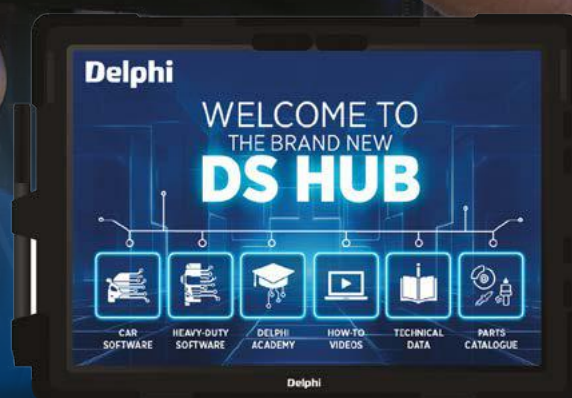 Delphi
WELCOME TO
THE BRAND NEW
DS HUB
CAR
SOFTWARE
HEAVY-DUTY
SOFTWARE
DELPHI
ACADEMY
HOW-TO
VIDEOS
TECHNICAL
DATA
PARTS
CATALOGUE
Delphi